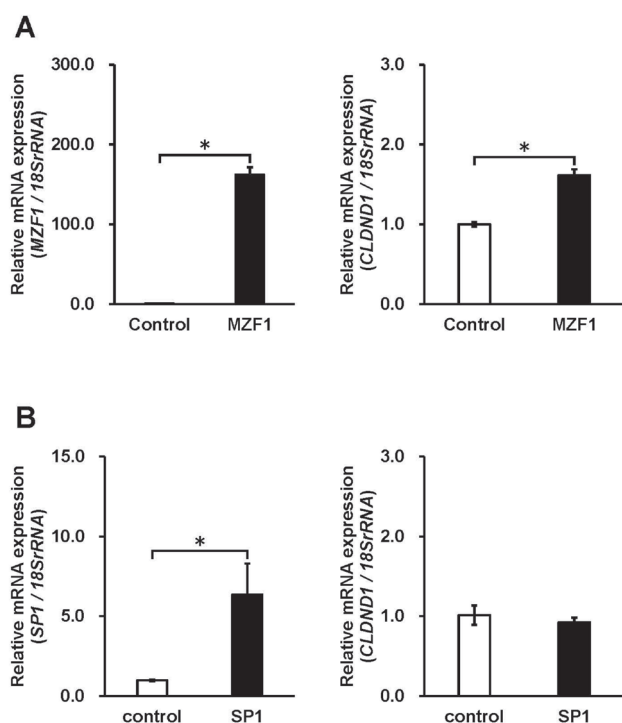 A
Relative mRNA expression
(MZF1 / 18SrRNA)
300.0
200.0
100.0
0.0
*
Control MZF1
Relative mRNA expression
(CLDND1 / 18SrRNA)
3.0
2.0
1.0
0.0
*
Control MZF1
B
Relative mRNA expression
(SP1 / 18SrRNA)
15.0
10.0
5.0
0.0
*
control SP1
Relative mRNA expression
(CLDND1 / 18SrRNA)
3.0
2.0
1.0
0.0
control SP1